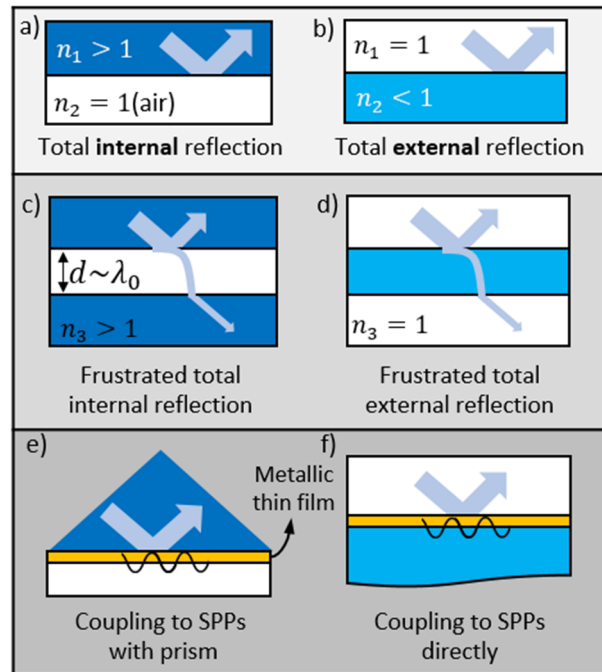 a)
n₁ > 1
n₂ = 1(air)
Total internal reflection
b)
n₁ = 1
n₂ < 1
Total external reflection
c)
d~λ₀
n₃ > 1
Frustrated total
internal reflection
d)
n₃ = 1
Frustrated total
external reflection
e)
Metallic
thin film
Coupling to SPPs
with prism
f)
Coupling to SPPs
directly